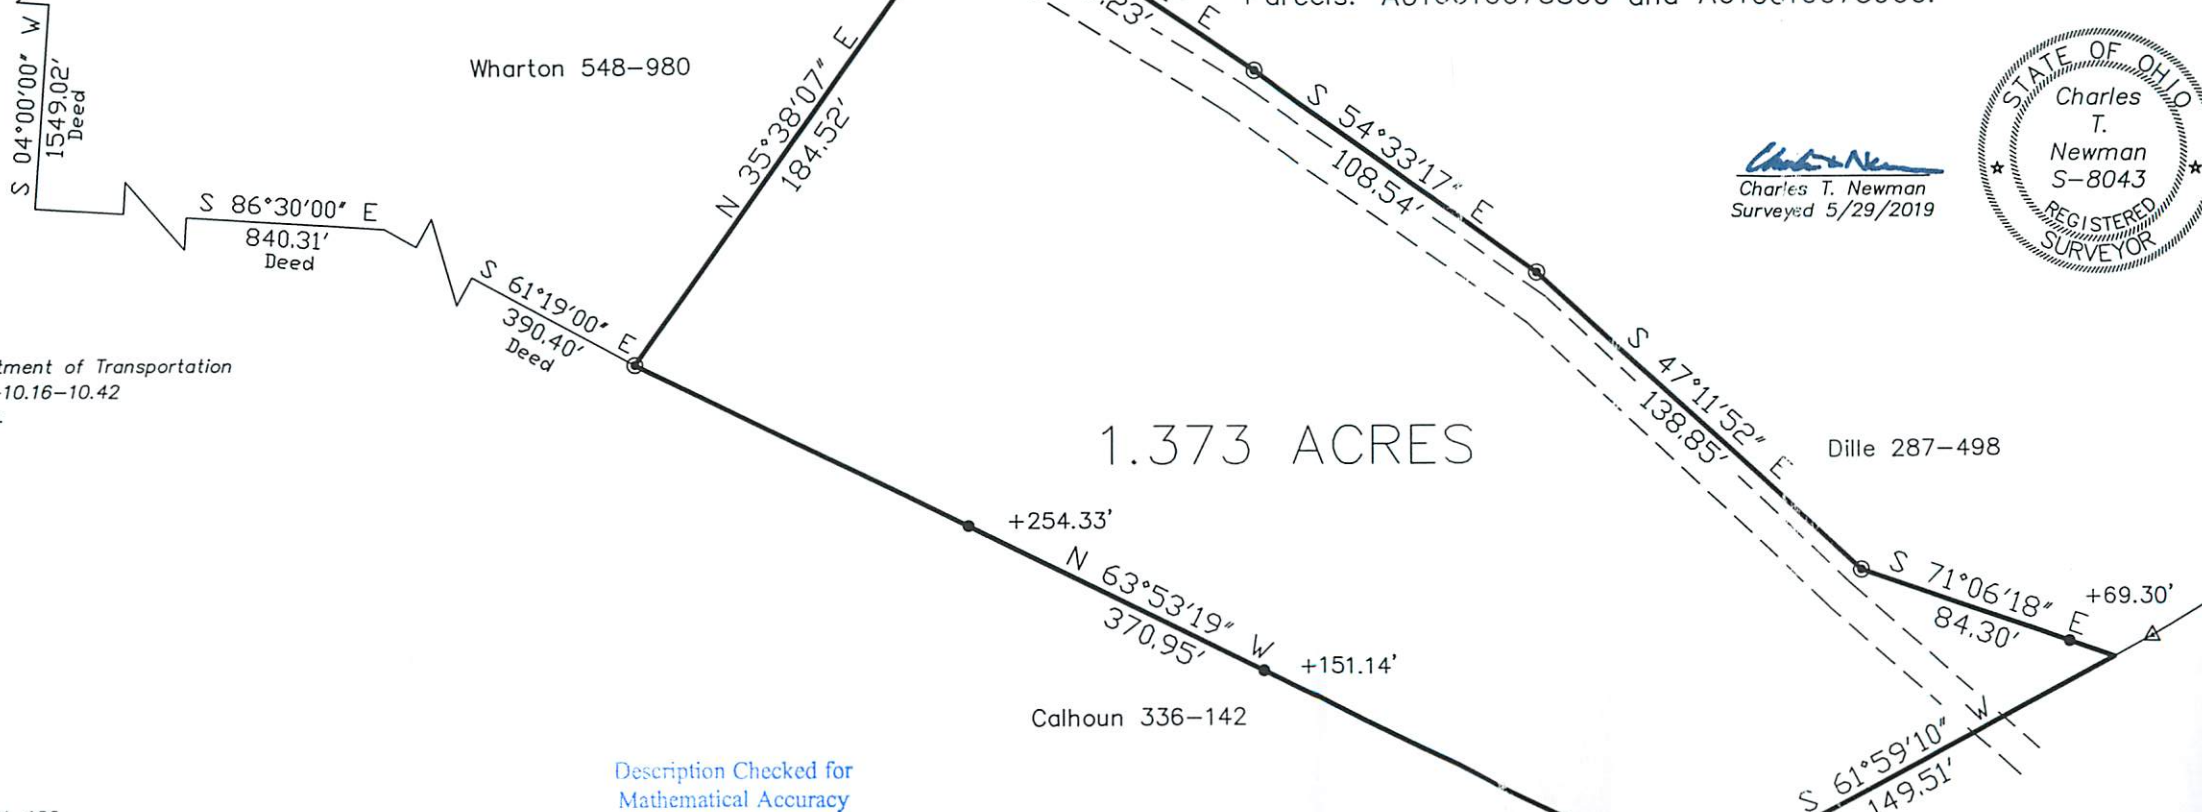 S 04°00'00" W
1549.02'
Deed
Wharton 548-980
N 35°38'07" E
184.52'
.23'
E
and
S 54°33'17" E
108.54'
STATE OF OHIO
Charles
T.
Newman
S-8043
REGISTERED
SURVEYOR
Charles T. Newman
Surveyed 5/29/2019
S 86°30'00" E
840.31'
Deed
S 61°19'00" E
390.40'
Deed
of Transportation
10.16-10.42
1.373 ACRES
S 47°11'52" E
138.85'
Dille 287-498
+254.33'
N 63°53'19" W
370.95'
+151.14'
S 71°06'18" E
84.30'
+69.30'
Calhoun 336-142
S 61°59'10" W
149.51'
Description Checked for
Mathematical Accuracy